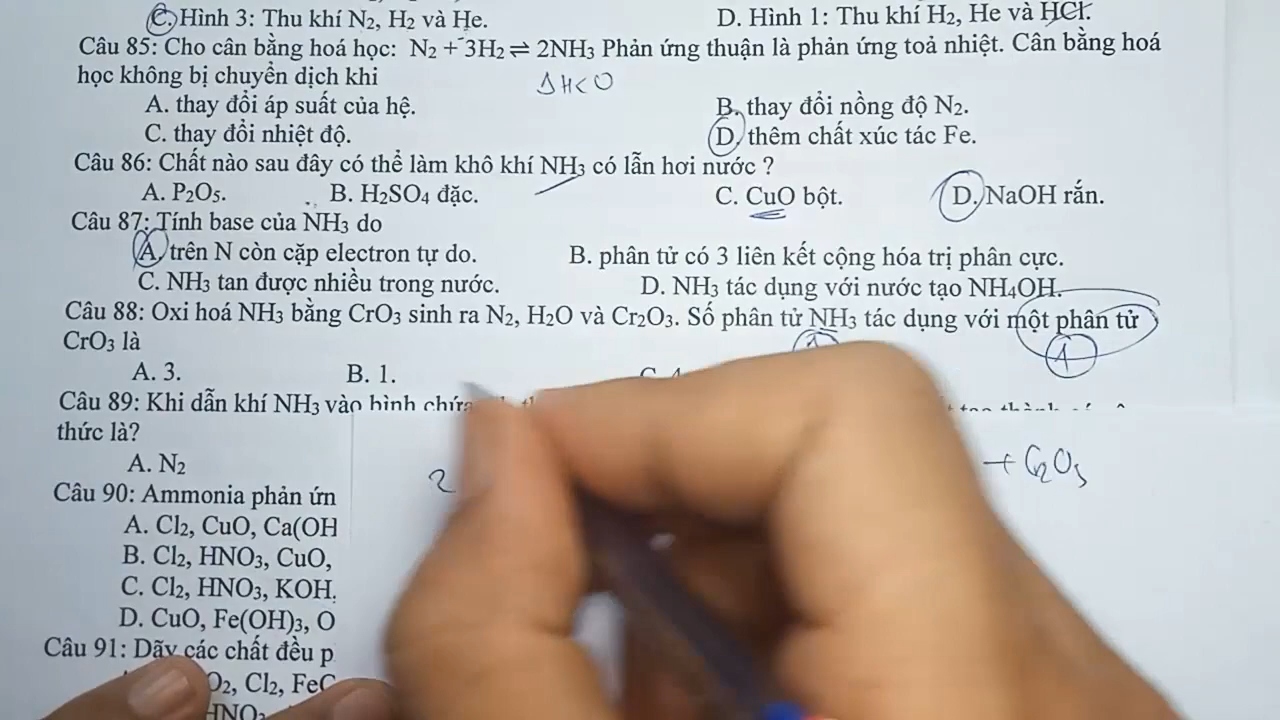 C. Hình 3: Thu khí N₂, H₂ và He. D. Hình 1: Thu khí H₂, He và HCl.
Câu 85: Cho cân bằng hoá học: N₂ + 3H₂ ⇌ 2NH₃ Phản ứng thuận là phản ứng toả nhiệt. Cân bằng hoá
học không bị chuyển dịch khi
ΔH<0
A. thay đổi áp suất của hệ. B. thay đổi nồng độ N₂.
C. thay đổi nhiệt độ. D. thêm chất xúc tác Fe.
Câu 86: Chất nào sau đây có thể làm khô khí NH₃ có lẫn hơi nước ?
A. P₂O₅. B. H₂SO₄ đặc. C. CuO bột. D. NaOH rắn.
Câu 87: Tính base của NH₃ do
A. trên N còn cặp electron tự do. B. phân tử có 3 liên kết cộng hóa trị phân cực.
C. NH₃ tan được nhiều trong nước. D. NH₃ tác dụng với nước tạo NH₄OH.
Câu 88: Oxi hoá NH₃ bằng CrO₃ sinh ra N₂, H₂O và Cr₂O₃. Số phân tử NH₃ tác dụng với một phân tử
CrO₃ là
1
A. 3. B. 1.
Câu 89: Khi dẫn khí NH₃ vào bình chứa
thức là?
A. N₂ 2 + Cr₂O₃
Câu 90: Ammonia phản ứn
A. Cl₂, CuO, Ca(OH
B. Cl₂, HNO₃, CuO,
C. Cl₂, HNO₃, KOH.
D. CuO, Fe(OH)₃, O
Câu 91: Dãy các chất đều p
O₂, Cl₂, FeC
HNO₃